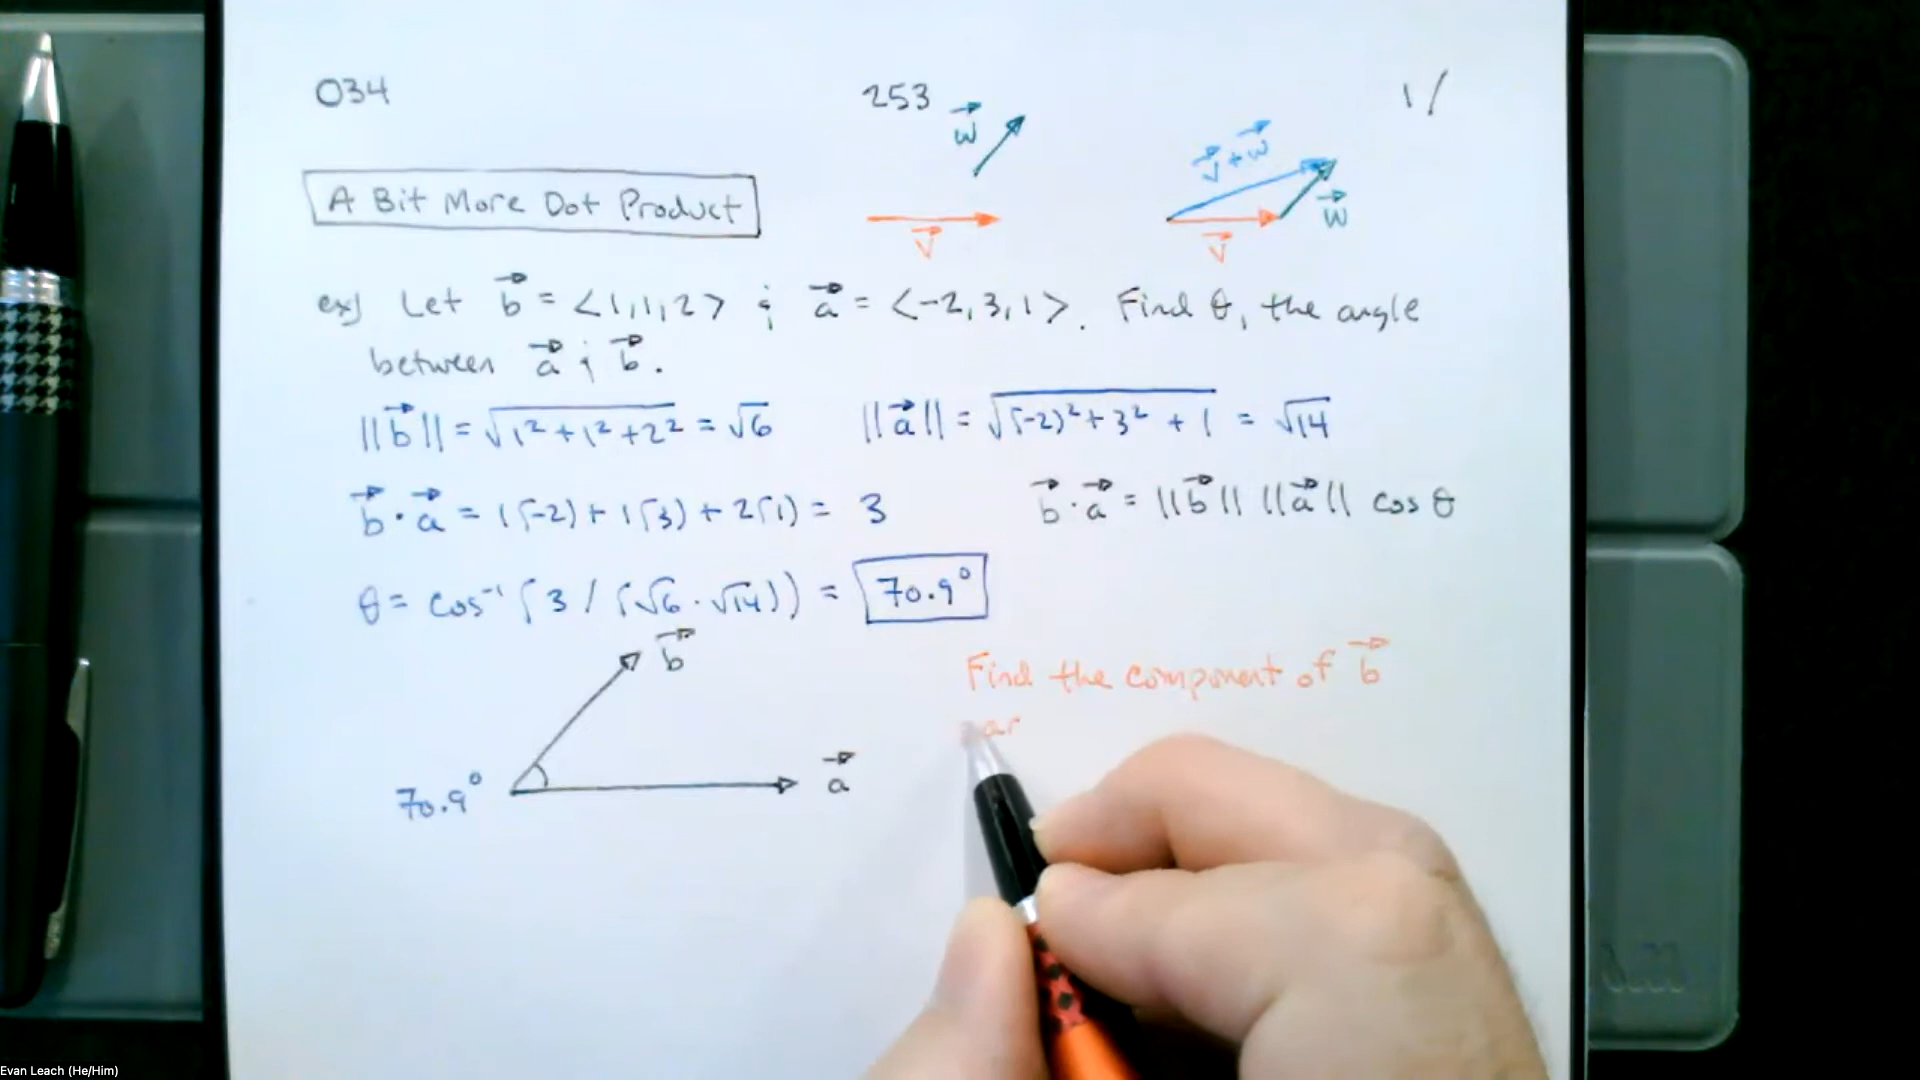 034 253 1/
w⃗
v⃗
v⃗ + w⃗
v⃗
w⃗
A Bit More Dot Product
ex) Let b⃗ = <1,1,2> & a⃗ = <-2,3,1>. Find θ, the angle
between a⃗ & b⃗.
||b⃗|| = √(1² + 1² + 2²) = √6 ||a⃗|| = √((-2)² + 3² + 1) = √14
b⃗ · a⃗ = 1(-2) + 1(3) + 2(1) = 3 b⃗ · a⃗ = ||b⃗|| ||a⃗|| cos θ
θ = cos⁻¹(3 / (√6 · √14)) = 70.9°
b⃗
Find the component of b⃗
ar
a⃗
70.9°
Evan Leach (He/Him)